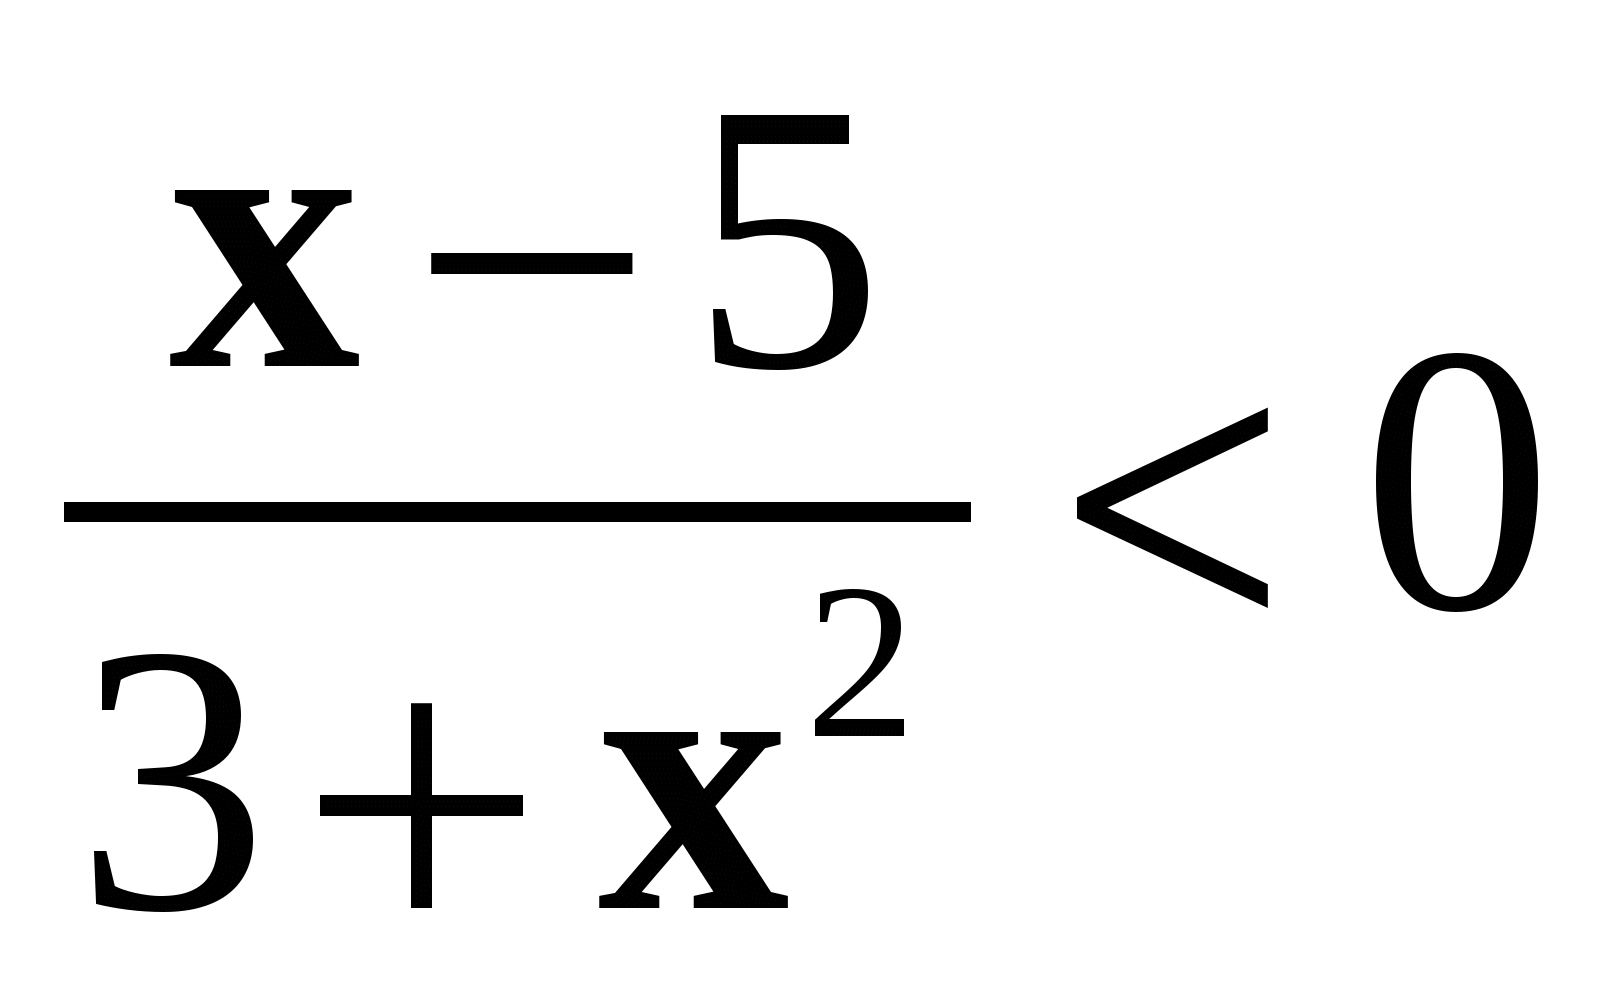 x − 5
< 0
3 + x²